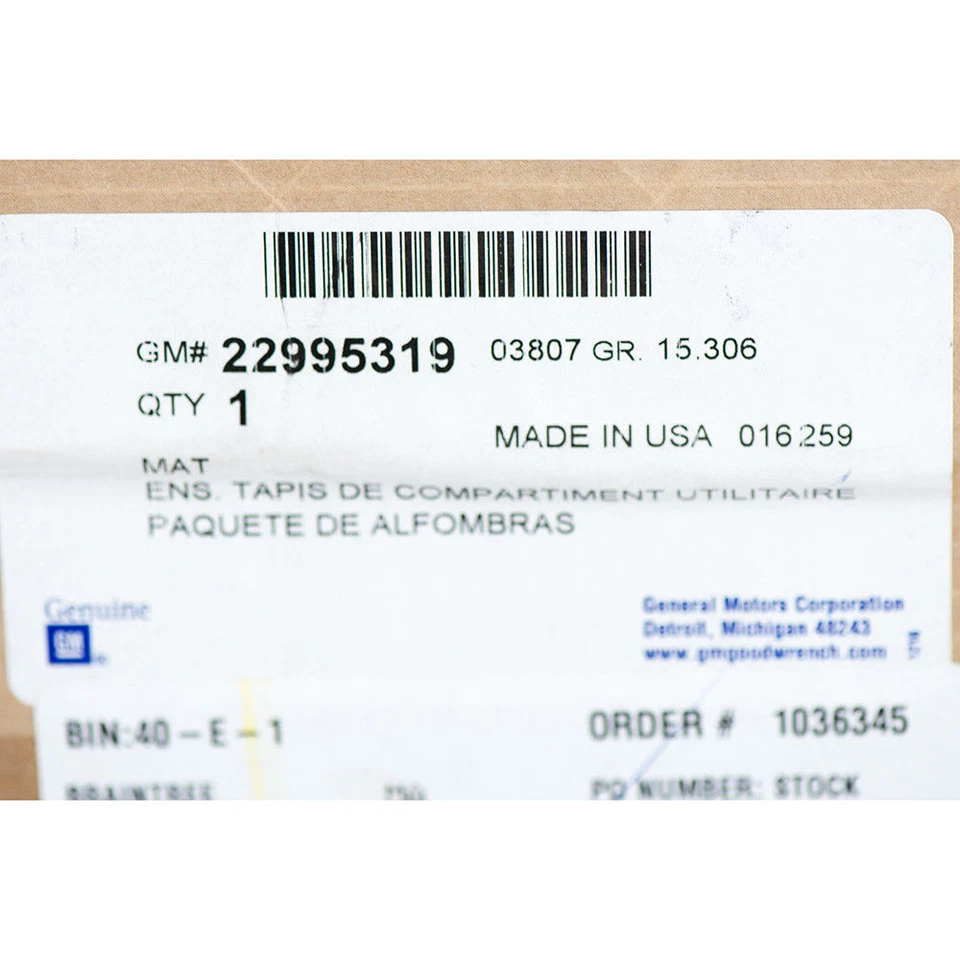 GM# 22995319 03807 GR. 15.306
QTY 1
MADE IN USA 016259
MAT
ENS. TAPIS DE COMPARTIMENT UTILITAIRE
PAQUETE DE ALFOMBRAS
Genuine
GM
General Motors Corporation
Detroit, Michigan 48243
www.gmgoodwrench.com
BIN:40-E-1 ORDER # 1036345
BRAINTREE PO NUMBER: STOCK